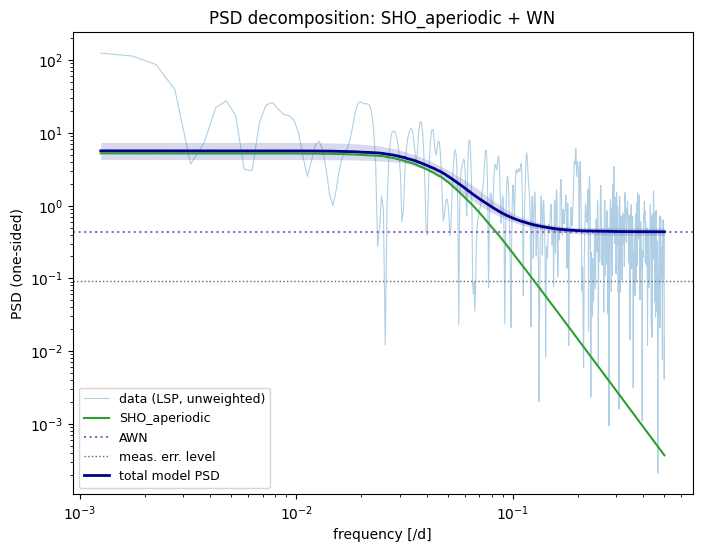 PSD decomposition: SHO_aperiodic + WN
10²
10¹
10⁰
10⁻¹
10⁻²
10⁻³
PSD (one-sided)
data (LSP, unweighted)
SHO_aperiodic
AWN
meas. err. level
total model PSD
10⁻³
10⁻²
10⁻¹
frequency [/d]